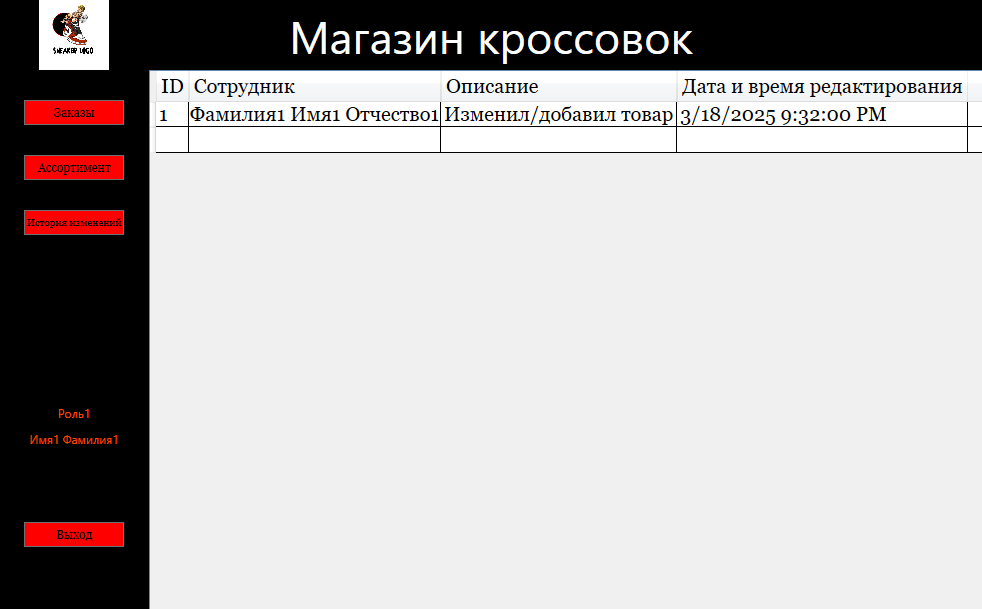 SNEAKER LOGO
Магазин кроссовок
Заказы
Ассортимент
История изменений
Роль1
Имя1 Фамилия1
Выход
ID Сотрудник Описание Дата и время редактирования
1 Фамилия1 Имя1 Отчество1 Изменил/добавил товар 3/18/2025 9:32:00 PM